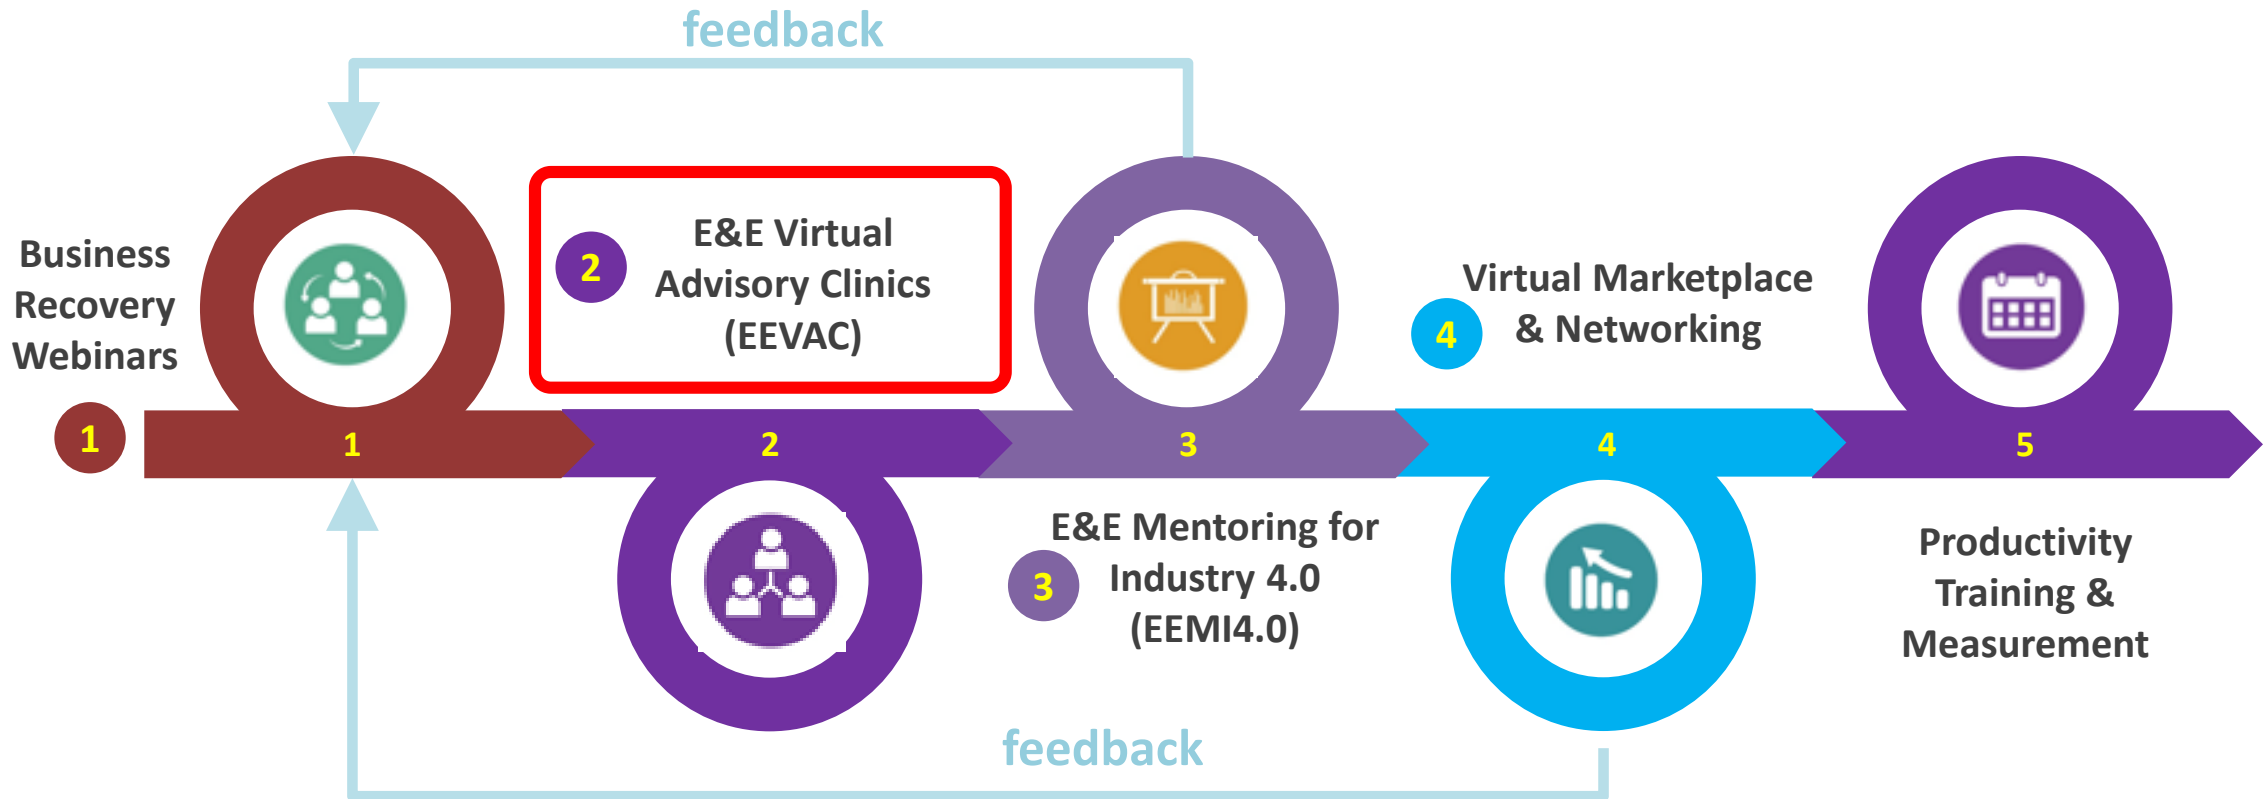 feedback
Business
Recovery
Webinars
1
1
2
E&E Virtual
Advisory Clinics
(EEVAC)
2
3
E&E Mentoring for
Industry 4.0
(EEMI4.0)
3
4
Virtual Marketplace
& Networking
4
5
Productivity
Training &
Measurement
feedback